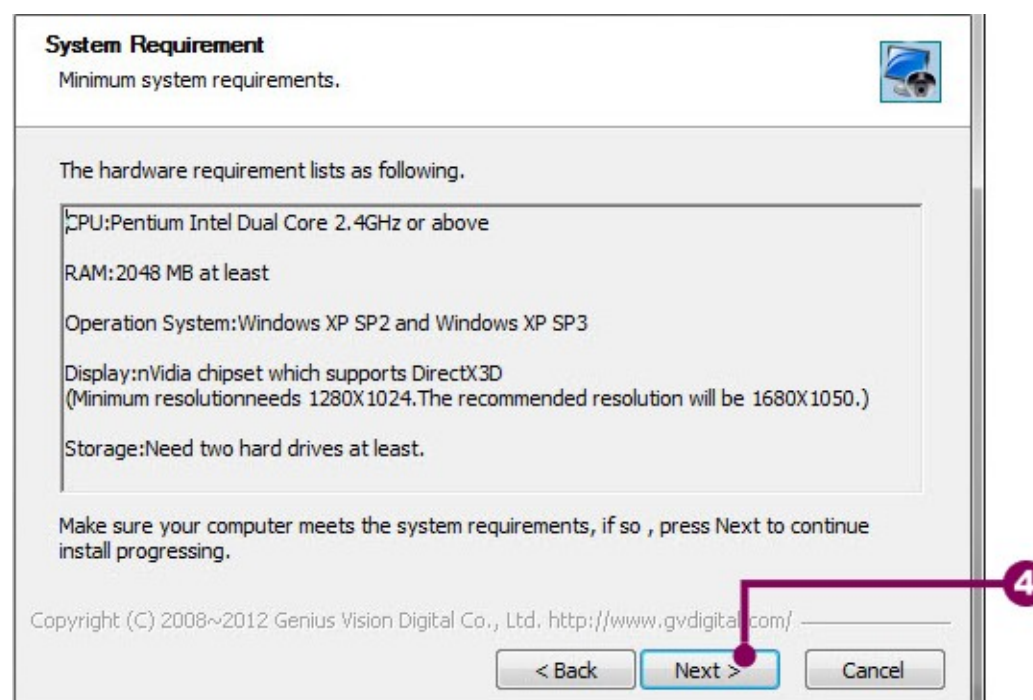 System Requirement
Minimum system requirements.
The hardware requirement lists as following.
CPU:Pentium Intel Dual Core 2.4GHz or above
RAM:2048 MB at least
Operation System:Windows XP SP2 and Windows XP SP3
Display:nVidia chipset which supports DirectX3D
(Minimum resolutionneeds 1280X1024.The recommended resolution will be 1680X1050.)
Storage:Need two hard drives at least.
Make sure your computer meets the system requirements, if so , press Next to continue
install progressing.
4
Copyright (C) 2008~2012 Genius Vision Digital Co., Ltd. http://www.gvdigital.com/
< Back Next > Cancel